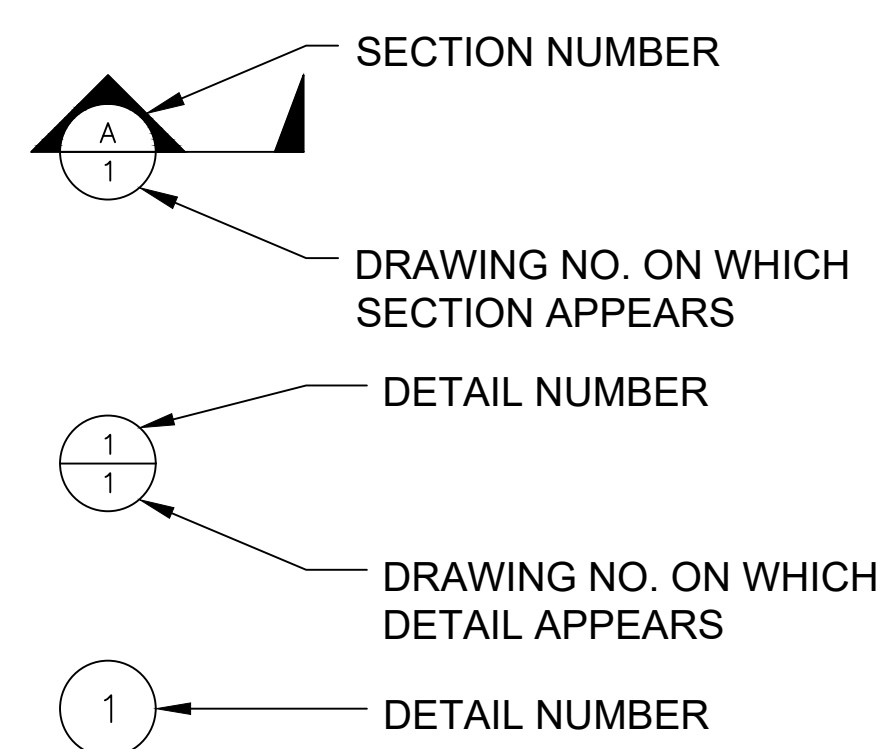 SECTION NUMBER
A
1
DRAWING NO. ON WHICH
SECTION APPEARS
DETAIL NUMBER
1
1
DRAWING NO. ON WHICH
DETAIL APPEARS
1
DETAIL NUMBER